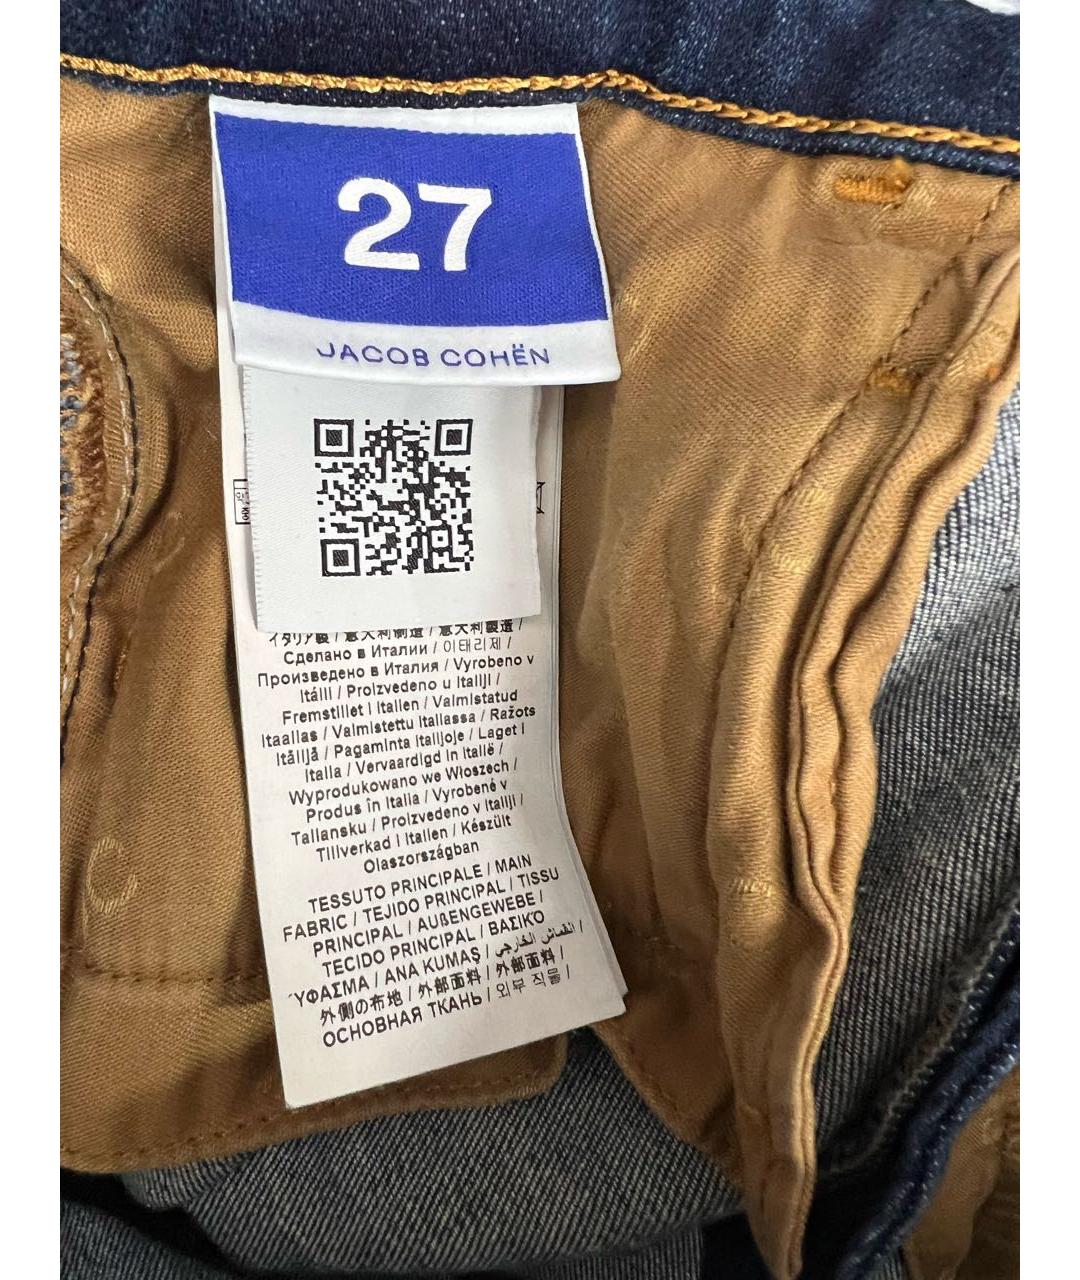 27
JACOB COHËN
イタリア製 / 意大利制造 / 意大利製造 /
Сделано в Италии / 이태리제 /
Произведено в Италия / Vyrobeno v
Itálii / Proizvedeno u Italiji /
Fremstillet i Italien / Valmistatud
Itaalias / Valmistettu Italiassa / Ražots
Itālijā / Pagaminta Italijoje / Laget i
Italia / Vervaardigd in Italië /
Wyprodukowano we Włoszech /
Produs în Italia / Vyrobené v
Taliansku / Proizvedeno v Italiji /
Tillverkad i Italien / Készült
Olaszországban
TESSUTO PRINCIPALE / MAIN
FABRIC / TEJIDO PRINCIPAL / TISSU
PRINCIPAL / AUßENGEWEBE /
TECIDO PRINCIPAL / ΒΑΣΙΚΌ
ΎΦΑΣΜΑ / ANA KUMAŞ / القماش الخارجي /
外側の布地 / 外部面料 / 外部面料 /
ОСНОВНАЯ ТКАНЬ / 외부 직물 /